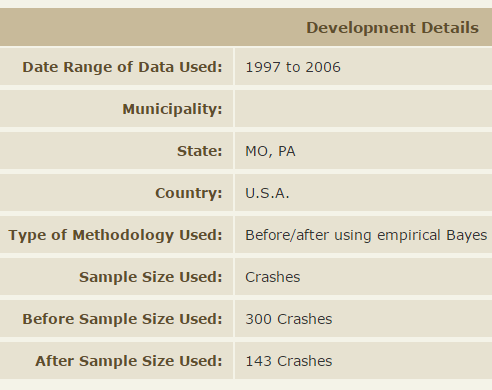 Development Details
Date Range of Data Used: 1997 to 2006
Municipality:
State: MO, PA
Country: U.S.A.
Type of Methodology Used: Before/after using empirical Bayes
Sample Size Used: Crashes
Before Sample Size Used: 300 Crashes
After Sample Size Used: 143 Crashes